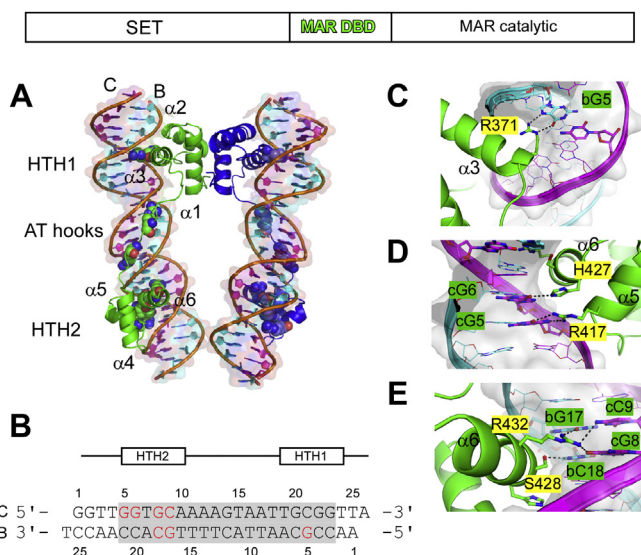 SET MAR DBD MAR catalytic
A
C B
α2
HTH1
α3
α1
AT hooks
α5
α6
HTH2
α4
C
bG5
R371
α3
D
α6
H427
cG6
α5
cG5
R417
E
R432
bG17
cC9
α6
cG8
S428
bC18
B
HTH2 HTH1
1 5 10 15 20 25
C 5'- GGTTGGTGCAAAAGTAATTGCGGTTA -3'
B 3'- TCCAACCACGTTTTCATTAACGCCAA -5'
25 20 15 10 5 1